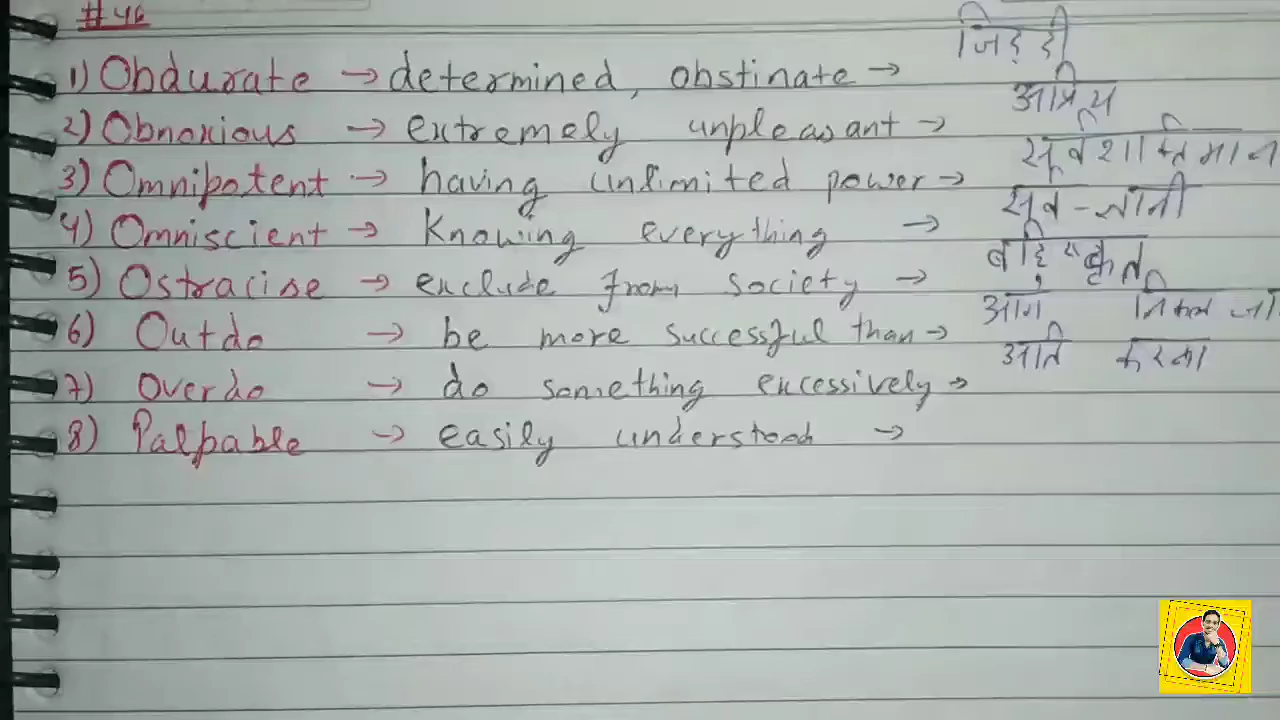 #46
1) Obdurate → determined, obstinate → जिद्दी
2) Obnoxious → extremely unpleasant → अप्रिय
3) Omnipotent → having unlimited power → सर्वशक्तिमान
4) Omniscient → Knowing everything → सर्व-ज्ञानी
5) Ostracise → exclude from society → बहिष्कृत
6) Outdo → be more successful than → आगे निकल जा
7) Overdo → do something excessively → अति करना
8) Palpable → easily understood →